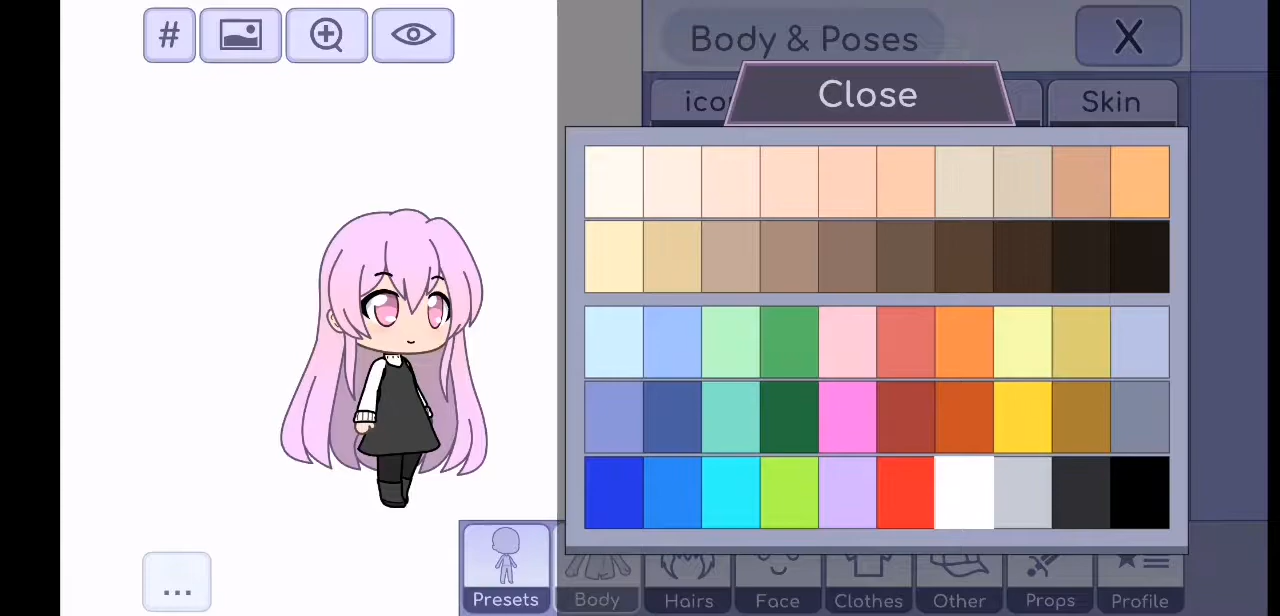 #
Body & Poses
X
Close
Skin
...
Presets
Body
Hairs
Face
Clothes
Other
Props
Profile